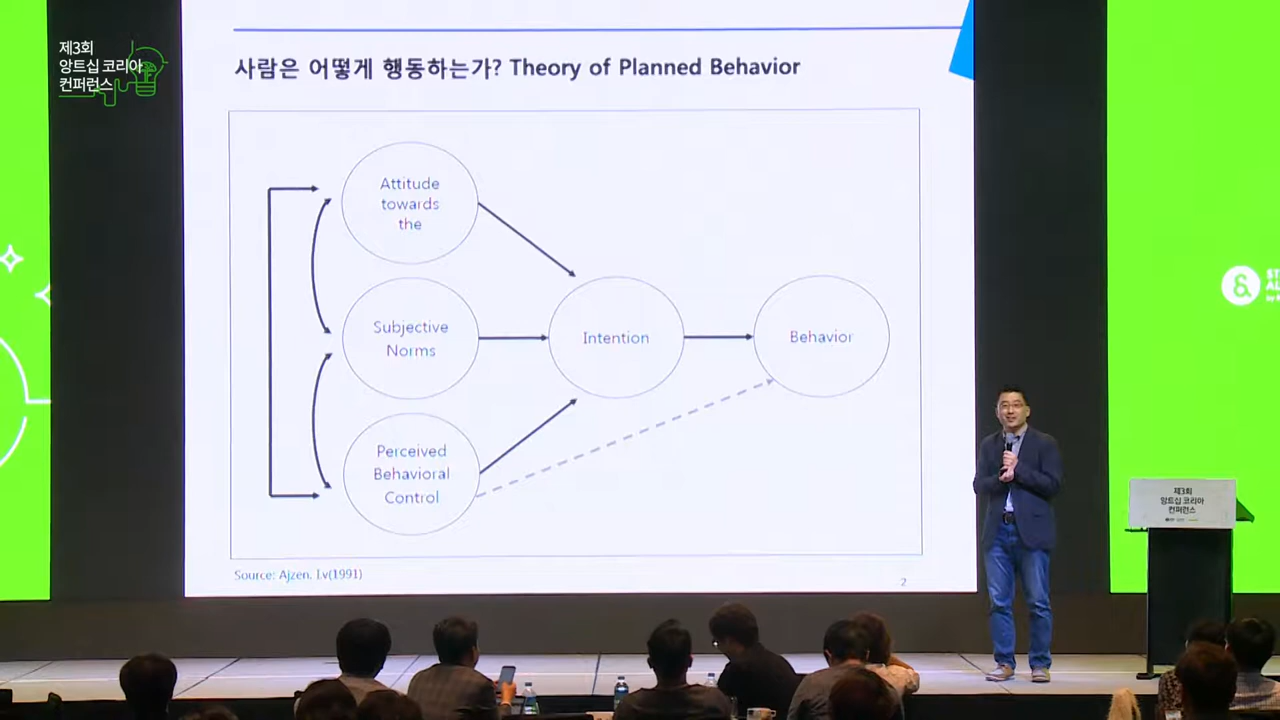 제3회
앙트십 코리아
컨퍼런스
사람은 어떻게 행동하는가? Theory of Planned Behavior
Attitude
towards
the
Subjective
Norms
Perceived
Behavioral
Control
Intention
Behavior
Source: Ajzen. I.v(1991)
2
제3회
앙트십 코리아
컨퍼런스